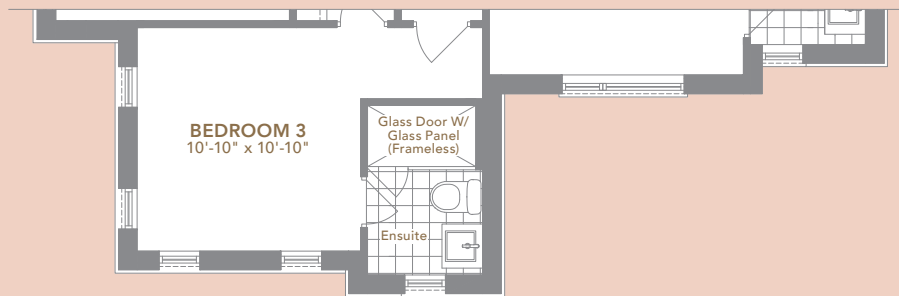 BEDROOM 3
10'-10" x 10'-10"
Glass Door W/
Glass Panel
(Frameless)
Ensuite